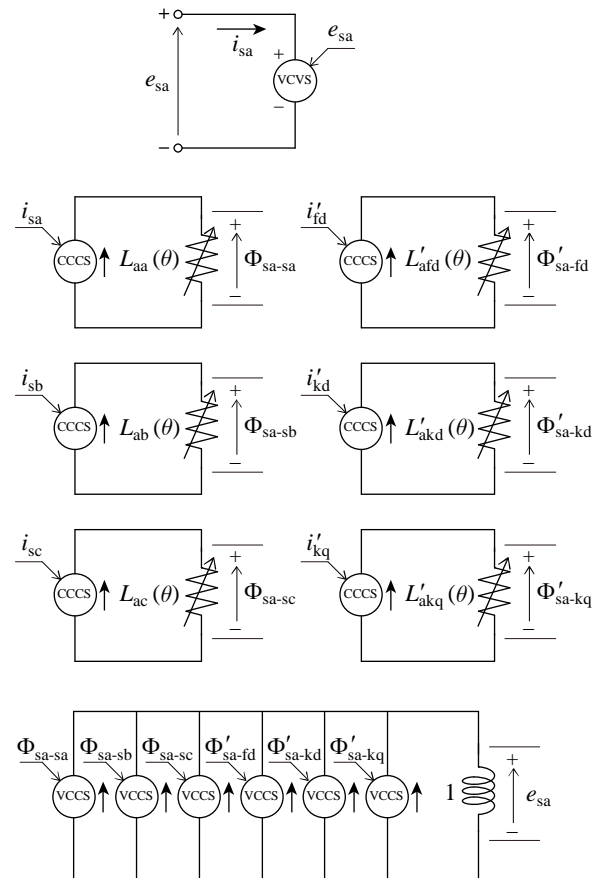 +
i_sa
e_sa
+
e_sa
VCVS
−
−
i_sa
CCCS
L_aa (θ)
+
Φ_sa-sa
−
i′_fd
CCCS
L′_afd (θ)
+
Φ′_sa-fd
−
i_sb
CCCS
L_ab (θ)
+
Φ_sa-sb
−
i′_kd
CCCS
L′_akd (θ)
+
Φ′_sa-kd
−
i_sc
CCCS
L_ac (θ)
+
Φ_sa-sc
−
i′_kq
CCCS
L′_akq (θ)
+
Φ′_sa-kq
−
Φ_sa-sa Φ_sa-sb Φ_sa-sc Φ′_sa-fd Φ′_sa-kd Φ′_sa-kq
VCCS VCCS VCCS VCCS VCCS VCCS
1
+
e_sa
−